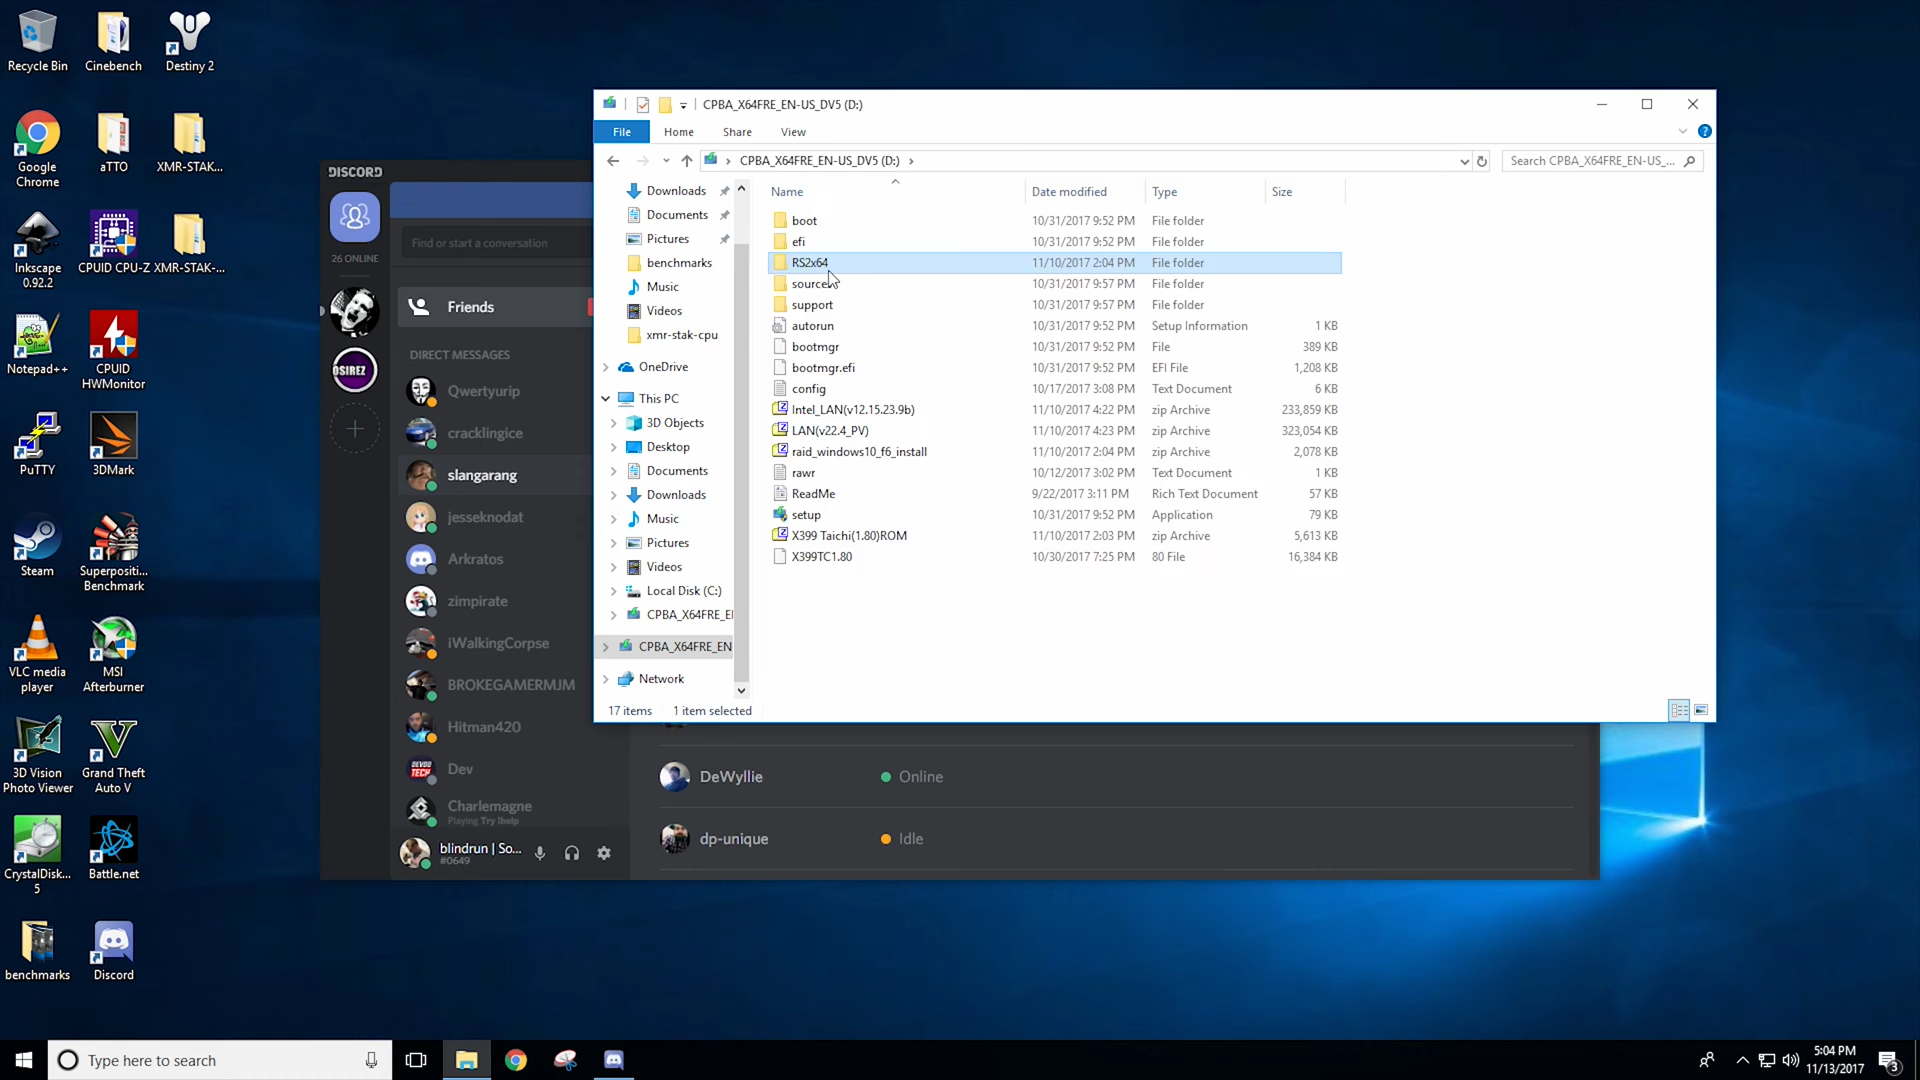 Recycle Bin
Cinebench
Destiny 2
Google Chrome
aTTO
XMR-STAK...
Inkscape 0.92.2
CPUID CPU-Z
XMR-STAK-...
Notepad++
CPUID HWMonitor
PuTTY
3DMark
Steam
Superpositi... Benchmark
VLC media player
MSI Afterburner
3D Vision Photo Viewer
Grand Theft Auto V
CrystalDisk... 5
Battle.net
benchmarks
Discord
DISCORD
26 ONLINE
OSIREZ
Find or start a conversation
Friends
DIRECT MESSAGES
Qwertyurip
cracklingice
slangarang
jesseknodat
Arkratos
zimpirate
iWalkingCorpse
BROKEGAMERMJM
Hitman420
DEVDO TECH
Dev
Charlemagne
Playing Try !help
blindrun | So...
#0649
DeWyllie Online
dp-unique Idle
CPBA_X64FRE_EN-US_DV5 (D:)
File Home Share View
CPBA_X64FRE_EN-US_DV5 (D:)
Search CPBA_X64FRE_EN-US_...
Downloads
Documents
Pictures
benchmarks
Music
Videos
xmr-stak-cpu
OneDrive
This PC
3D Objects
Desktop
Documents
Downloads
Music
Pictures
Videos
Local Disk (C:)
CPBA_X64FRE_E
CPBA_X64FRE_EN
Network
Name Date modified Type Size
boot 10/31/2017 9:52 PM File folder
efi 10/31/2017 9:52 PM File folder
RS2x64 11/10/2017 2:04 PM File folder
sources 10/31/2017 9:57 PM File folder
support 10/31/2017 9:57 PM File folder
autorun 10/31/2017 9:52 PM Setup Information 1 KB
bootmgr 10/31/2017 9:52 PM File 389 KB
bootmgr.efi 10/31/2017 9:52 PM EFI File 1,208 KB
config 10/17/2017 3:08 PM Text Document 6 KB
Intel_LAN(v12.15.23.9b) 11/10/2017 4:22 PM zip Archive 233,859 KB
LAN(v22.4_PV) 11/10/2017 4:23 PM zip Archive 323,054 KB
raid_windows10_f6_install 11/10/2017 2:04 PM zip Archive 2,078 KB
rawr 10/12/2017 3:02 PM Text Document 1 KB
ReadMe 9/22/2017 3:11 PM Rich Text Document 57 KB
setup 10/31/2017 9:52 PM Application 79 KB
X399 Taichi(1.80)ROM 11/10/2017 2:03 PM zip Archive 5,613 KB
X399TC1.80 10/30/2017 7:25 PM 80 File 16,384 KB
17 items 1 item selected
Type here to search
5:04 PM
11/13/2017
3